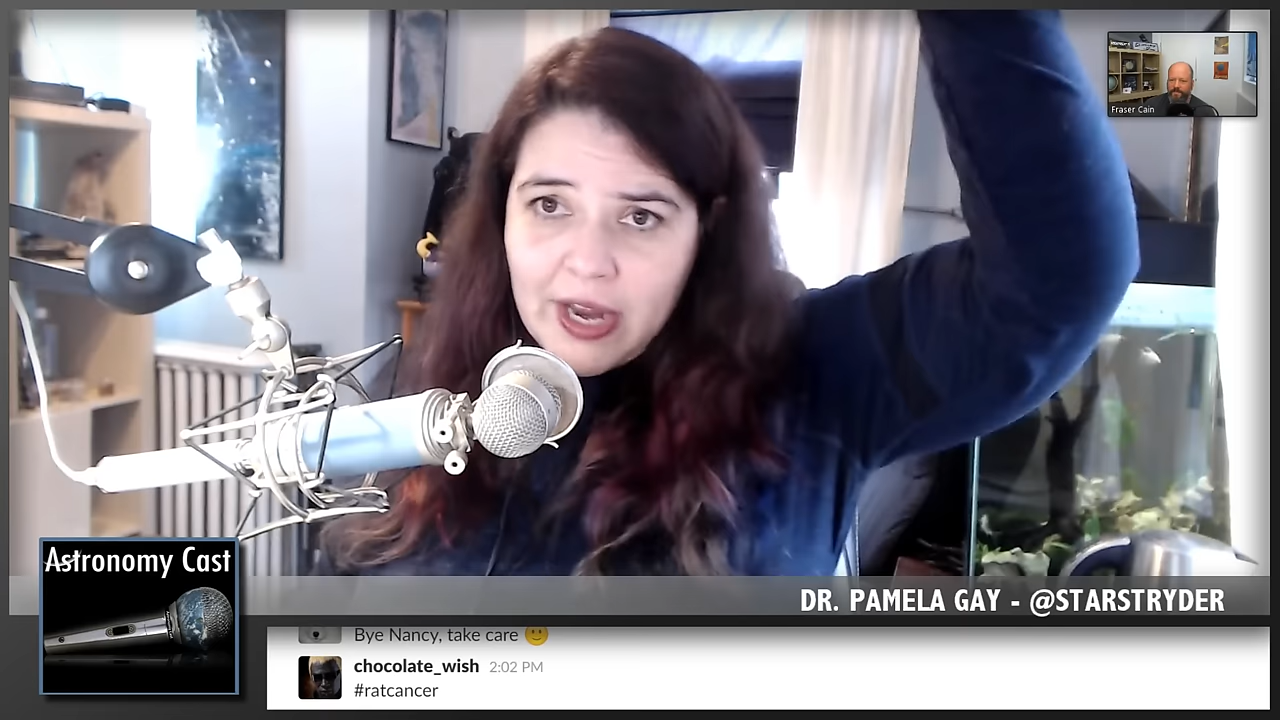 Fraser Cain
Astronomy Cast
DR. PAMELA GAY - @STARSTRYDER
Bye Nancy, take care 🙂
chocolate_wish 2:02 PM
#ratcancer